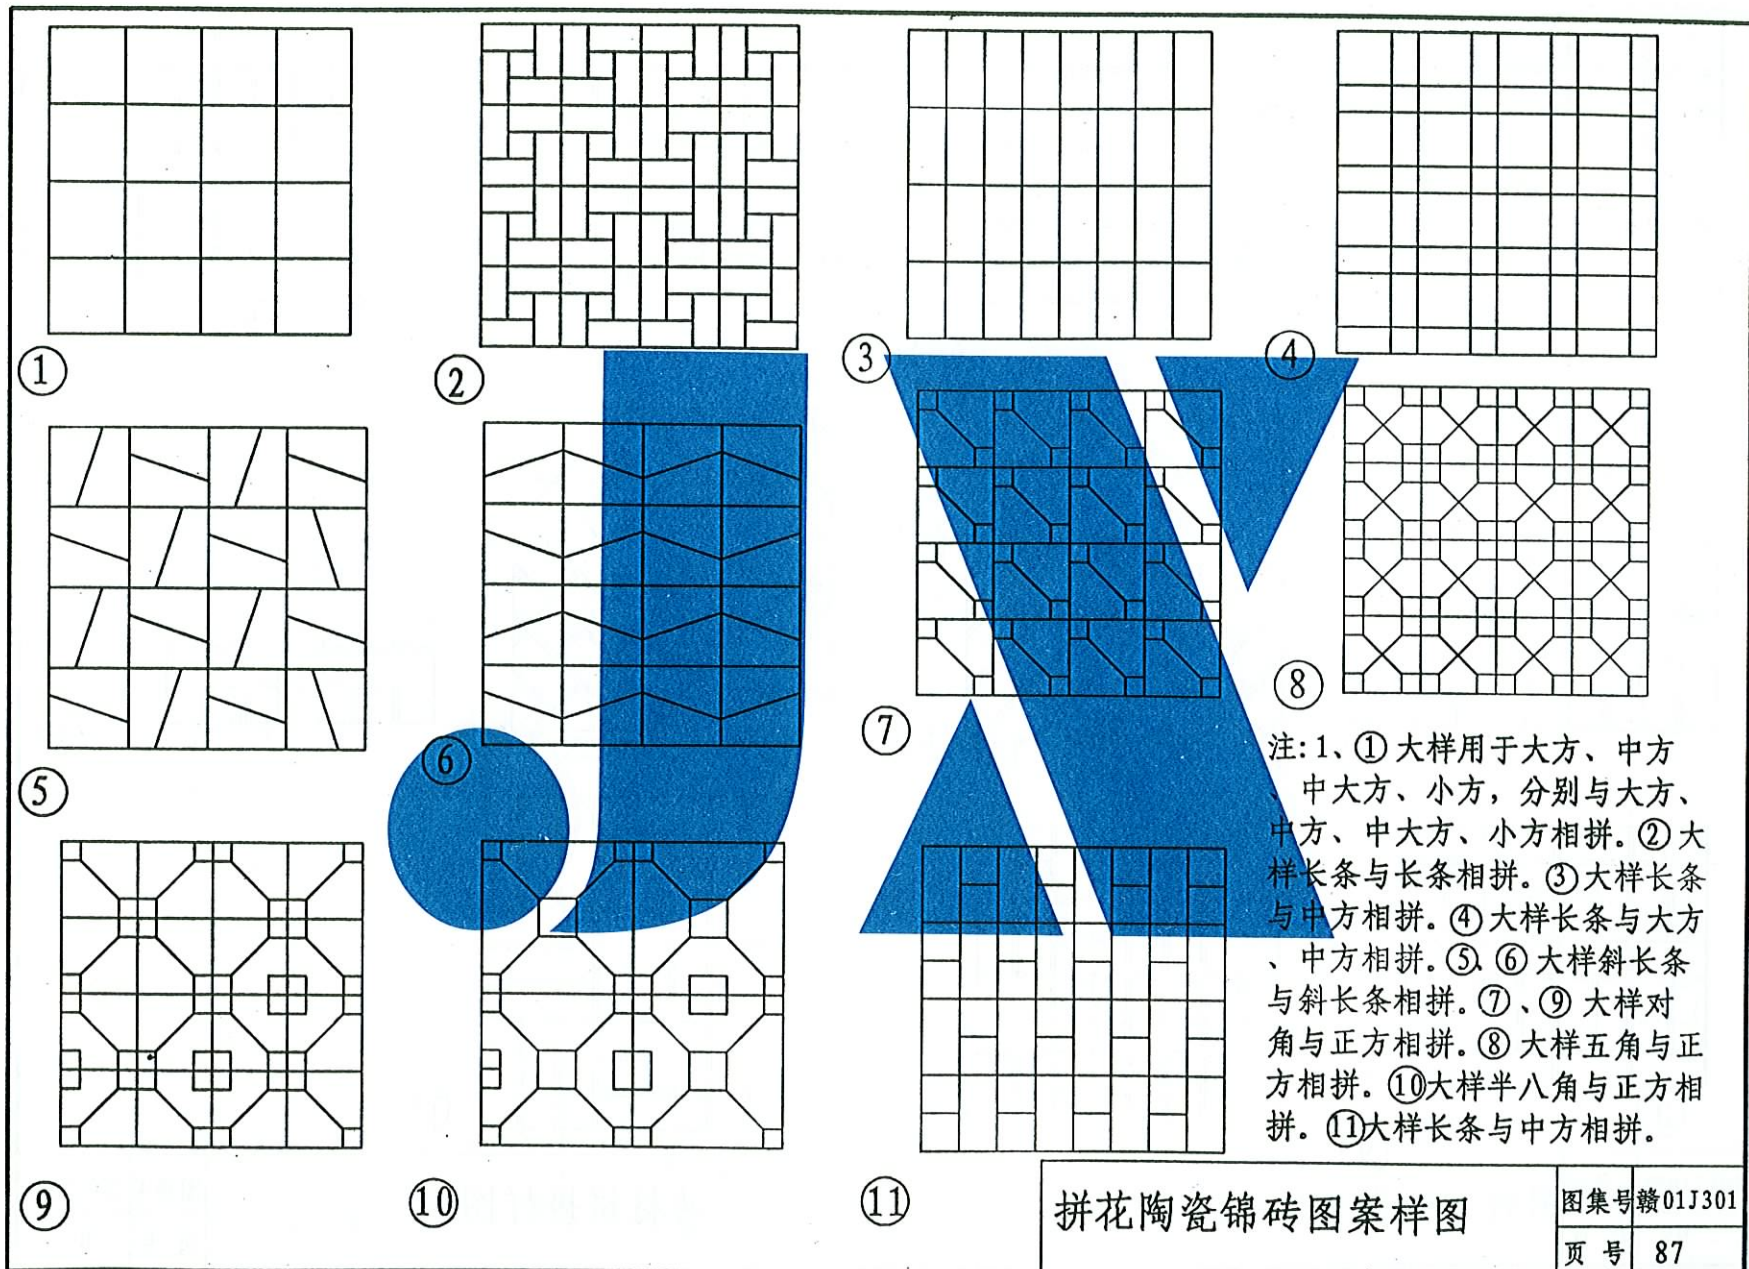 ①
②
③
④
⑤
⑥
⑦
⑧
注:1、①大样用于大方、中方
、中大方、小方，分别与大方、
中方、中大方、小方相拼。②大
样长条与长条相拼。③大样长条
与中方相拼。④大样长条与大方
、中方相拼。⑤、⑥大样斜长条
与斜长条相拼。⑦、⑨大样对
角与正方相拼。⑧大样五角与正
方相拼。⑩大样半八角与正方相
拼。⑪大样长条与中方相拼。
⑨
⑩
⑪
拼花陶瓷锦砖图案样图
图集号 赣01J301
页号 87